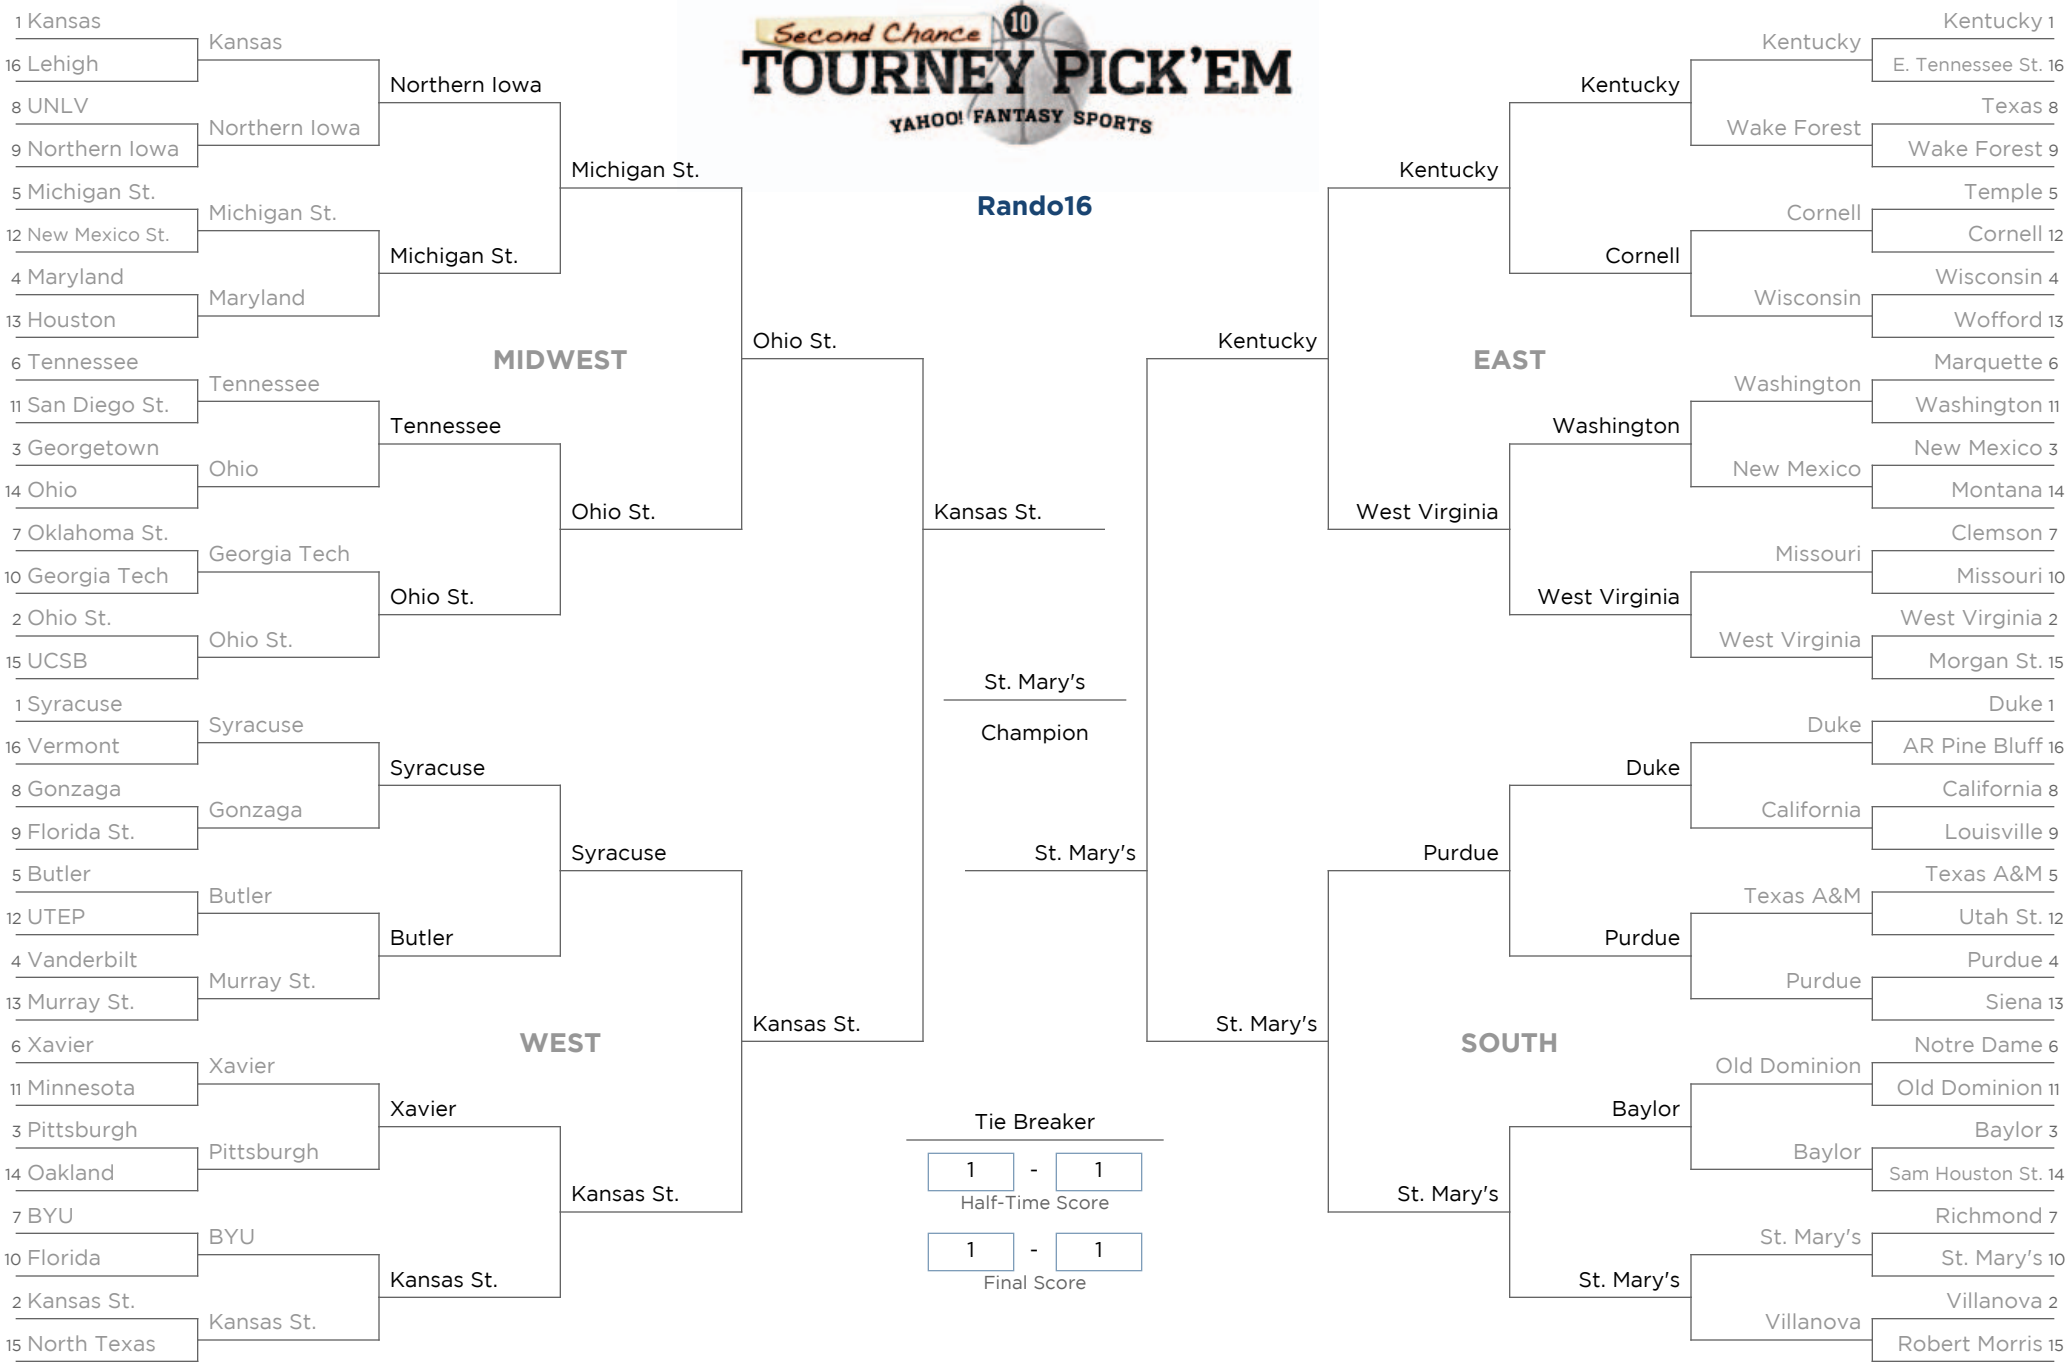 Second Chance 10
TOURNEY PICK'EM
YAHOO! FANTASY SPORTS
Rando16
1 Kansas
16 Lehigh
8 UNLV
9 Northern Iowa
5 Michigan St.
12 New Mexico St.
4 Maryland
13 Houston
6 Tennessee
11 San Diego St.
3 Georgetown
14 Ohio
7 Oklahoma St.
10 Georgia Tech
2 Ohio St.
15 UCSB
1 Syracuse
16 Vermont
8 Gonzaga
9 Florida St.
5 Butler
12 UTEP
4 Vanderbilt
13 Murray St.
6 Xavier
11 Minnesota
3 Pittsburgh
14 Oakland
7 BYU
10 Florida
2 Kansas St.
15 North Texas
Kansas
Northern Iowa
Michigan St.
Maryland
Tennessee
Ohio
Georgia Tech
Ohio St.
Syracuse
Gonzaga
Butler
Murray St.
Xavier
Pittsburgh
BYU
Kansas St.
Northern Iowa
Michigan St.
Tennessee
Ohio St.
Syracuse
Butler
Xavier
Kansas St.
Michigan St.
MIDWEST
Ohio St.
Syracuse
WEST
Kansas St.
Ohio St.
Kansas St.
Kansas St.
St. Mary's
Champion
St. Mary's
Tie Breaker
1 - 1
Half-Time Score
1 - 1
Final Score
Kentucky
St. Mary's
Kentucky
EAST
West Virginia
Purdue
SOUTH
St. Mary's
Kentucky
Cornell
Washington
West Virginia
Duke
Purdue
Baylor
St. Mary's
Kentucky
Wake Forest
Cornell
Wisconsin
Washington
New Mexico
Missouri
West Virginia
Duke
California
Texas A&M
Purdue
Old Dominion
Baylor
St. Mary's
Villanova
Kentucky 1
E. Tennessee St. 16
Texas 8
Wake Forest 9
Temple 5
Cornell 12
Wisconsin 4
Wofford 13
Marquette 6
Washington 11
New Mexico 3
Montana 14
Clemson 7
Missouri 10
West Virginia 2
Morgan St. 15
Duke 1
AR Pine Bluff 16
California 8
Louisville 9
Texas A&M 5
Utah St. 12
Purdue 4
Siena 13
Notre Dame 6
Old Dominion 11
Baylor 3
Sam Houston St. 14
Richmond 7
St. Mary's 10
Villanova 2
Robert Morris 15